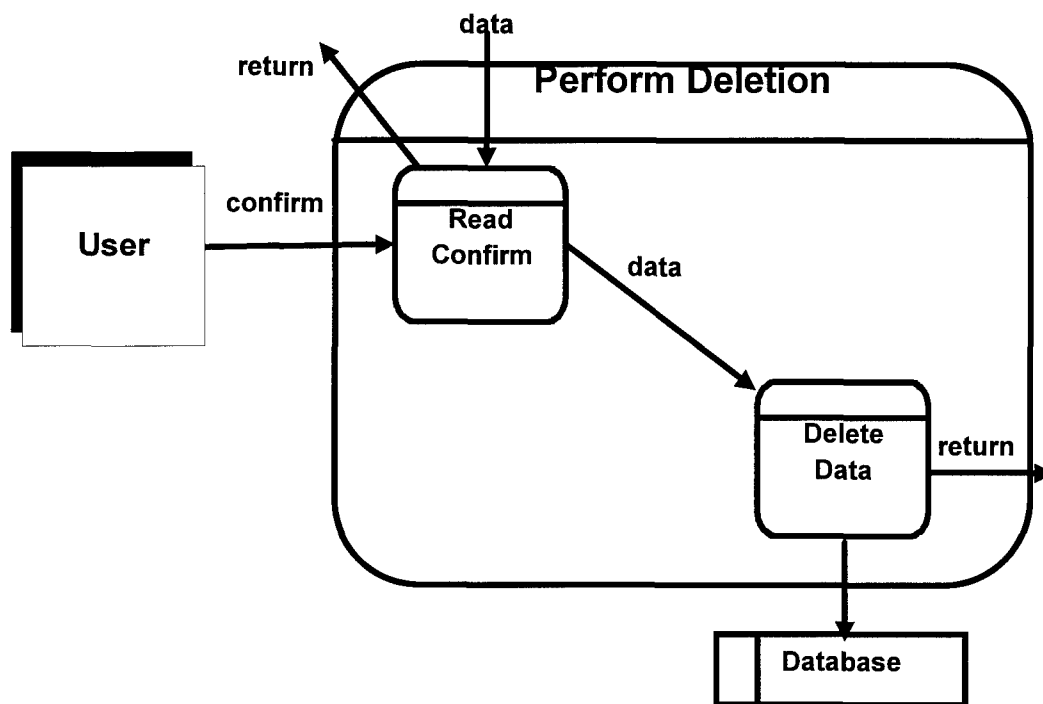 data
return
Perform Deletion
confirm
User
Read
Confirm
data
Delete
Data
return
Database